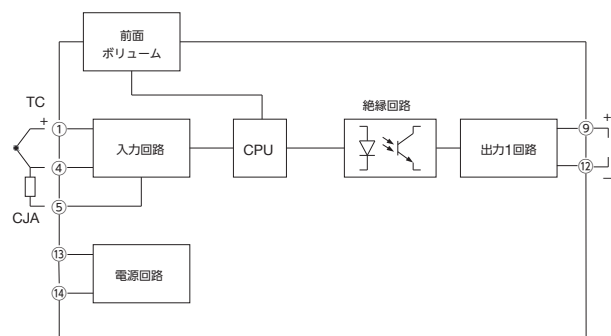 前面
ボリューム
TC
+
①
入力回路
④
⑤
CJA
CPU
絶縁回路
出力1回路
⑨
+
⑫
−
⑬
電源回路
⑭